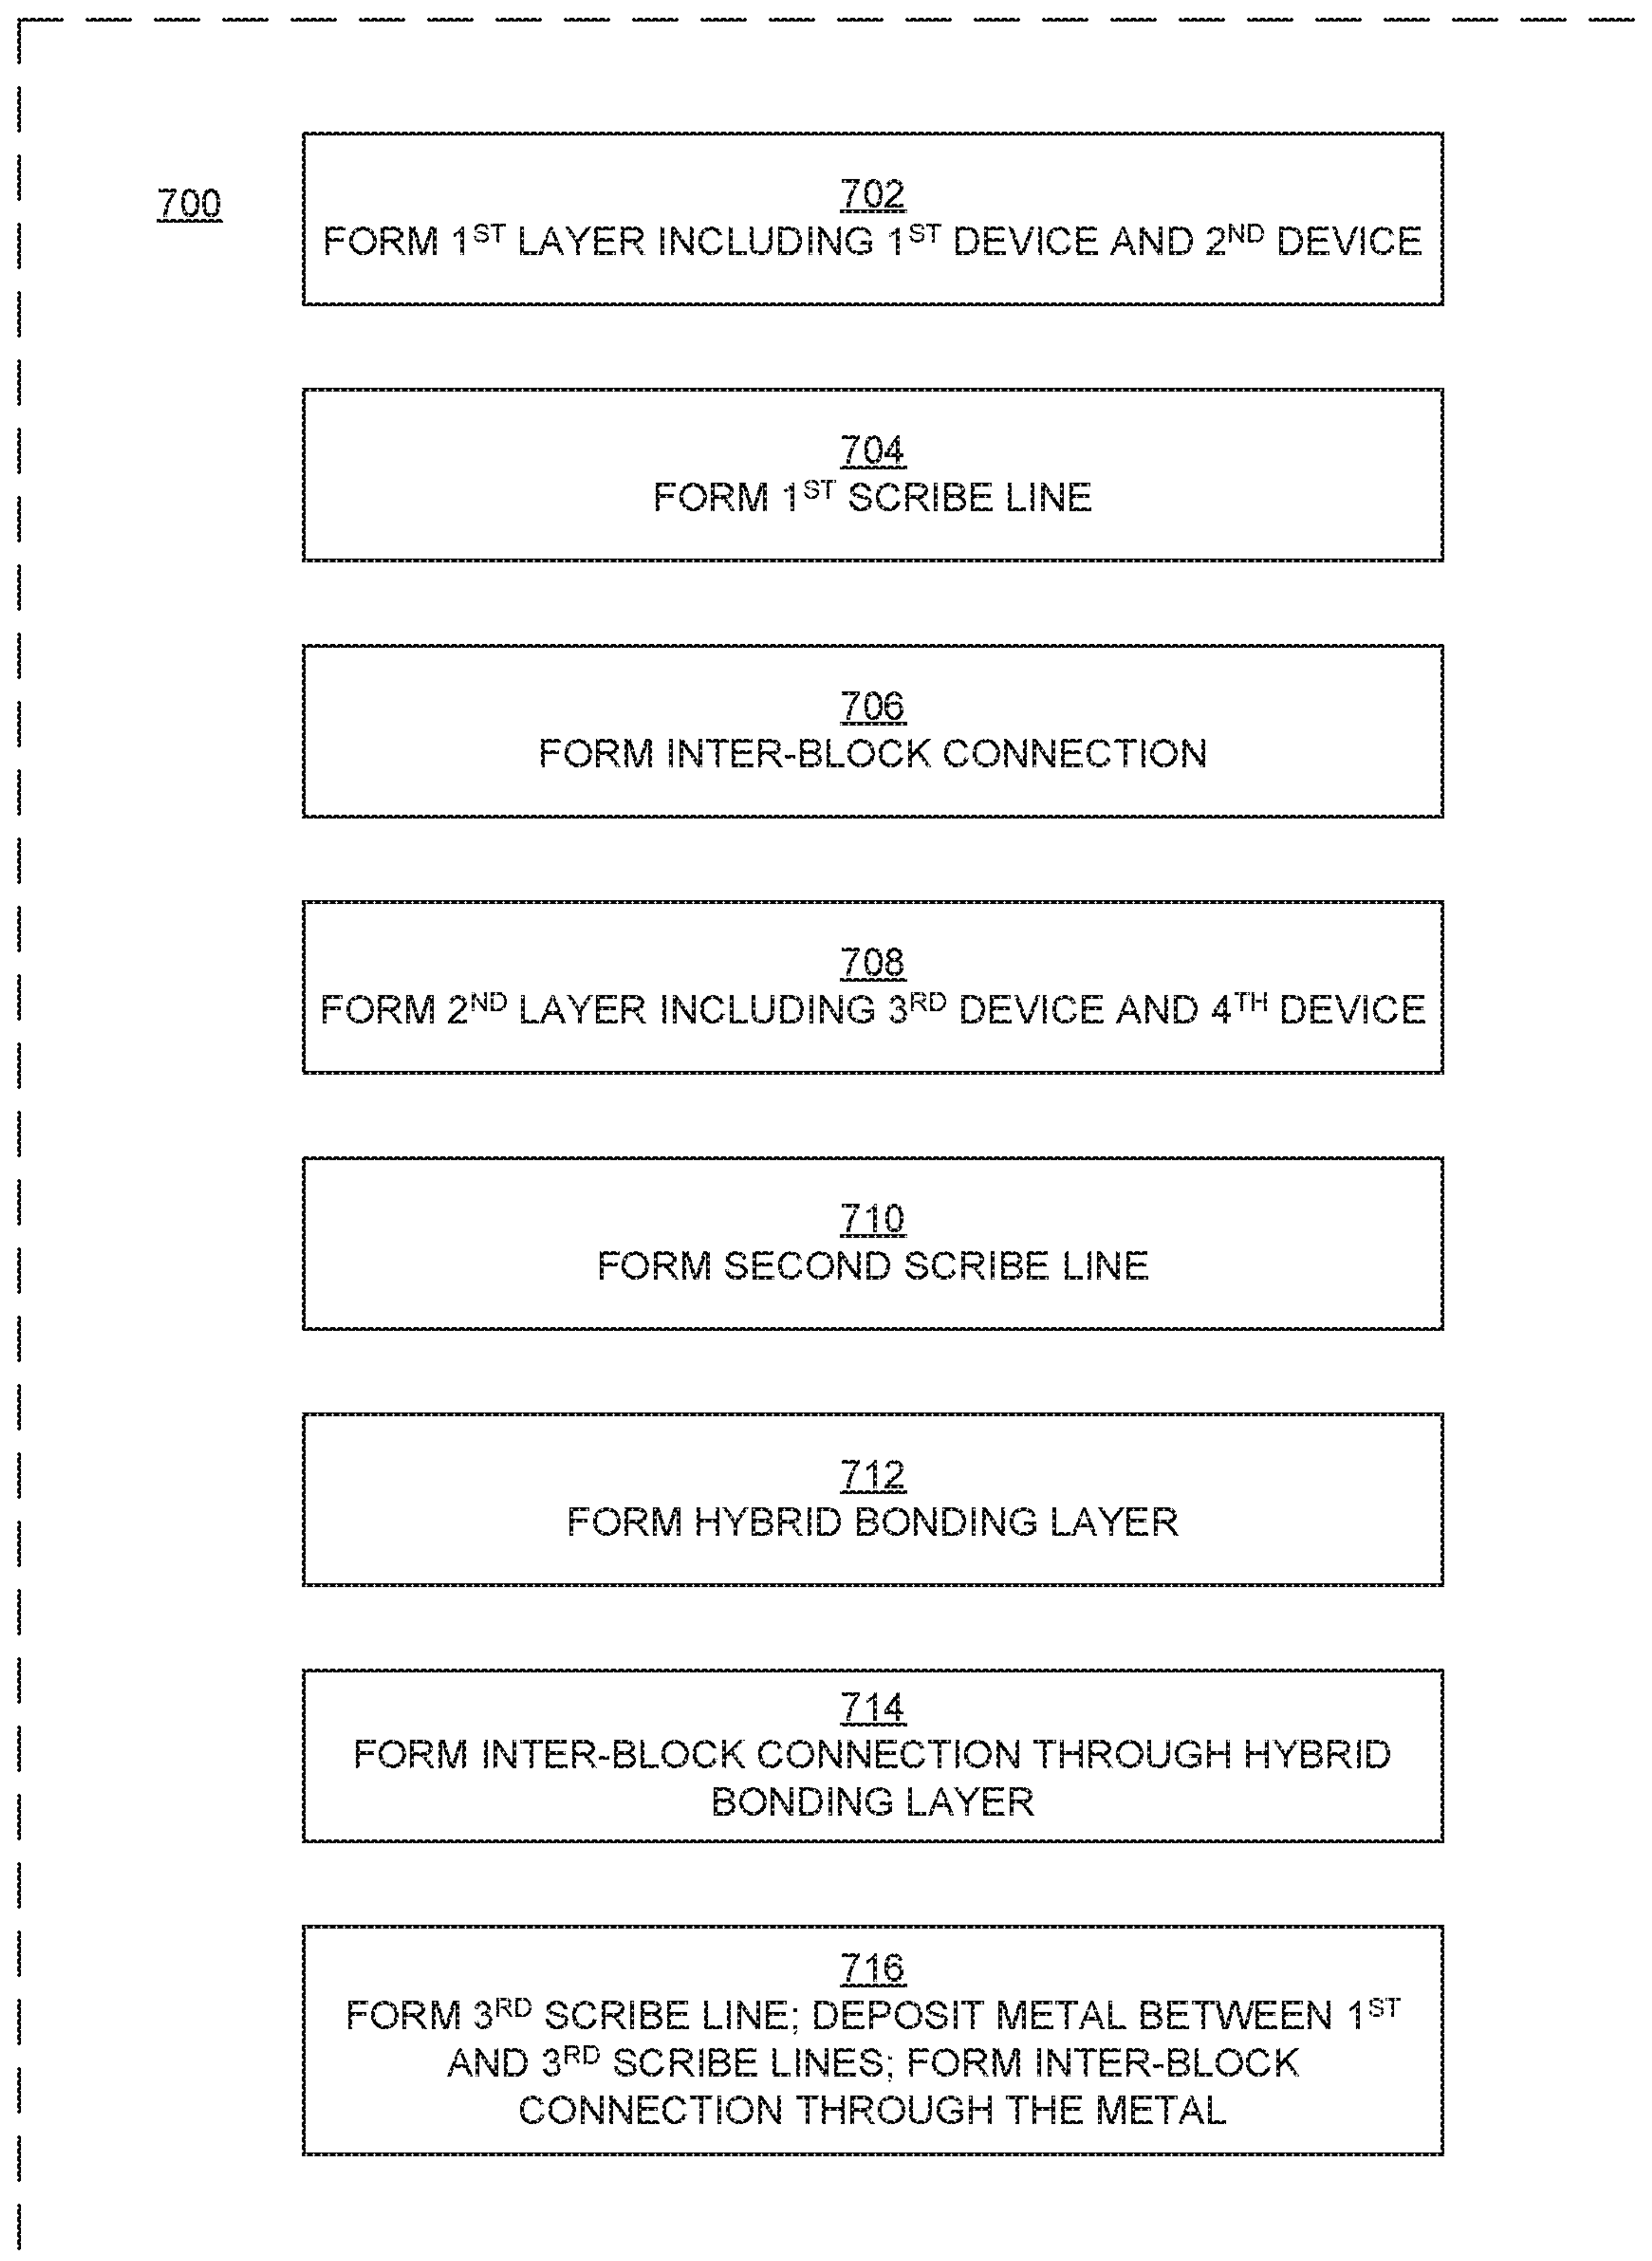 700
702
FORM 1ST LAYER INCLUDING 1ST DEVICE AND 2ND DEVICE
704
FORM 1ST SCRIBE LINE
706
FORM INTER-BLOCK CONNECTION
708
FORM 2ND LAYER INCLUDING 3RD DEVICE AND 4TH DEVICE
710
FORM SECOND SCRIBE LINE
712
FORM HYBRID BONDING LAYER
714
FORM INTER-BLOCK CONNECTION THROUGH HYBRID
BONDING LAYER
716
FORM 3RD SCRIBE LINE; DEPOSIT METAL BETWEEN 1ST
AND 3RD SCRIBE LINES; FORM INTER-BLOCK
CONNECTION THROUGH THE METAL